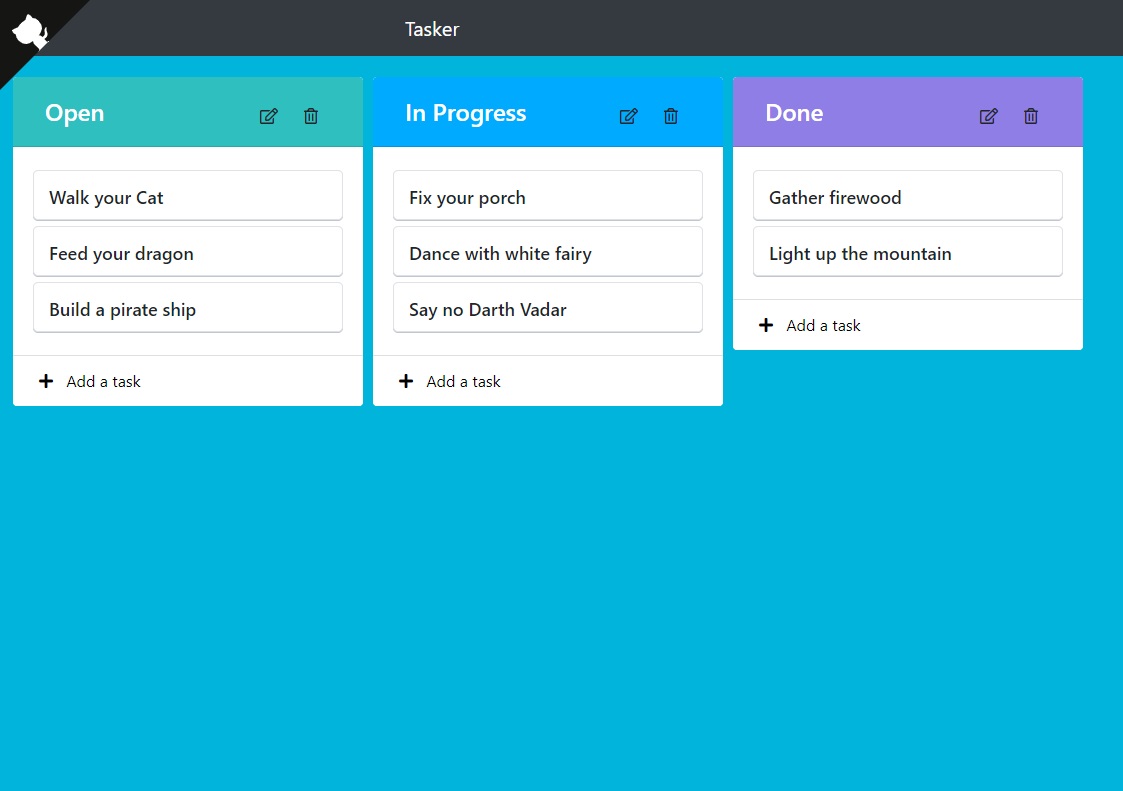 Tasker
Open
Walk your Cat
Feed your dragon
Build a pirate ship
Add a task
In Progress
Fix your porch
Dance with white fairy
Say no Darth Vadar
Add a task
Done
Gather firewood
Light up the mountain
Add a task